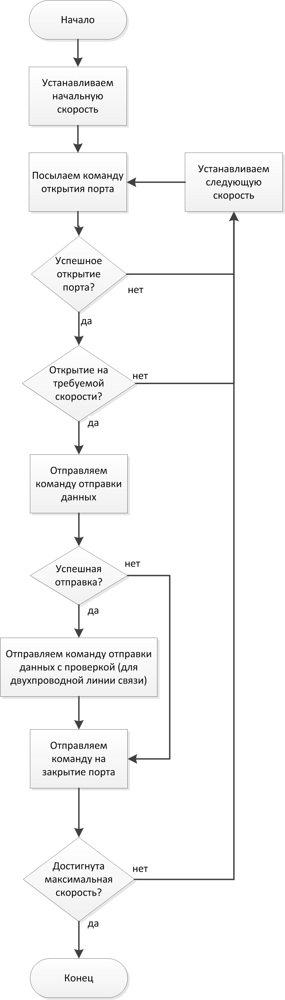 Начало
Устанавливаем
начальную
скорость
Посылаем команду
открытия порта
Устанавливаем
следующую
скорость
Успешное
открытие
порта?
нет
да
Открытие на
требуемой
скорости?
нет
да
Отправляем
команду отправки
данных
Успешная
отправка?
нет
да
Отправляем команду отправки
данных с проверкой (для
двухпроводной линии связи)
Отправляем
команду на
закрытие порта
Достигнута
максимальная
скорость?
нет
да
Конец